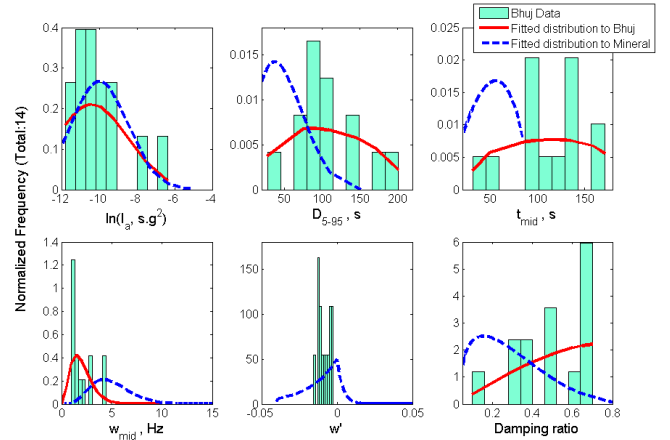 Bhuj Data
Fitted distribution to Bhuj
Fitted distribution to Mineral
Normalized Frequency (Total:14)
0.4
0.3
0.2
0.1
0
-12 -10 -8 -6 -4
ln(Ia, s.g²)
0.015
0.01
0.005
0
50 100 150 200
D5-95 , s
0.025
0.02
0.015
0.01
0.005
0
50 100 150
tmid , s
1.4
1.2
1
0.8
0.6
0.4
0.2
0
0 5 10 15
wmid , Hz
150
100
50
0
-0.05 0 0.05
w'
6
5
4
3
2
1
0
0.2 0.4 0.6 0.8
Damping ratio